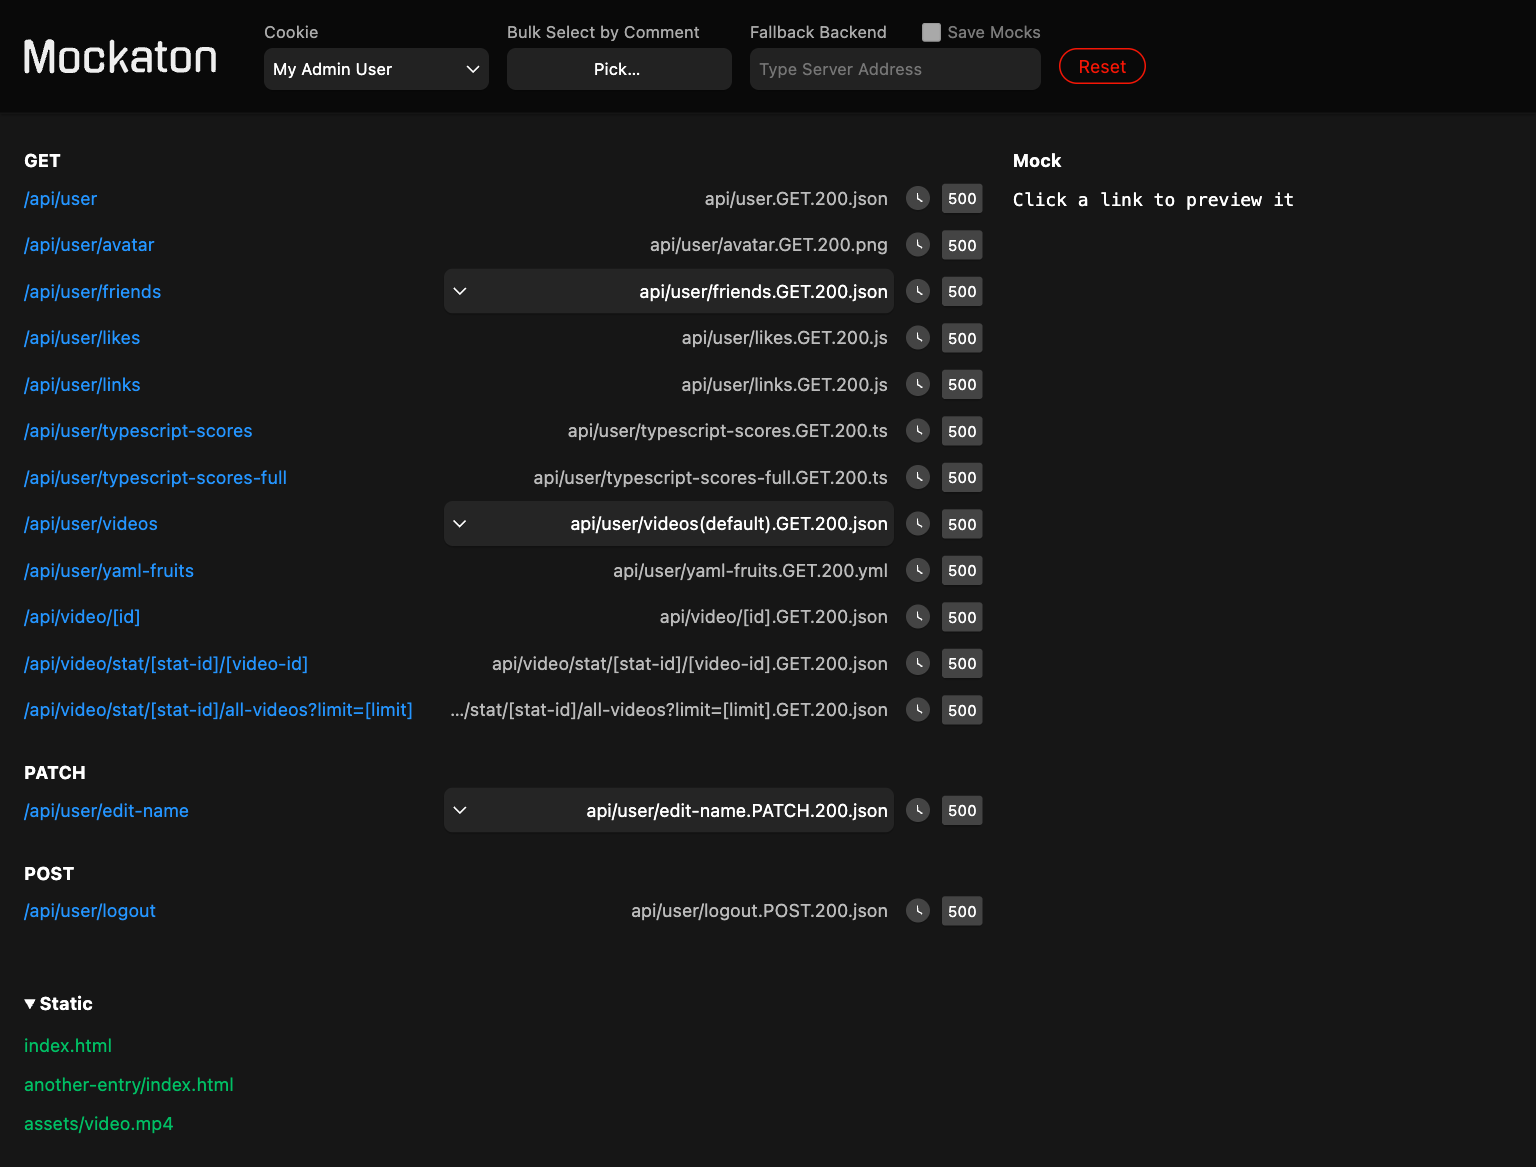 Mockaton
Cookie
My Admin User
Bulk Select by Comment
Pick...
Fallback Backend
Save Mocks
Type Server Address
Reset
GET
/api/user api/user.GET.200.json 500
/api/user/avatar api/user/avatar.GET.200.png 500
/api/user/friends api/user/friends.GET.200.json 500
/api/user/likes api/user/likes.GET.200.js 500
/api/user/links api/user/links.GET.200.js 500
/api/user/typescript-scores api/user/typescript-scores.GET.200.ts 500
/api/user/typescript-scores-full api/user/typescript-scores-full.GET.200.ts 500
/api/user/videos api/user/videos(default).GET.200.json 500
/api/user/yaml-fruits api/user/yaml-fruits.GET.200.yml 500
/api/video/[id] api/video/[id].GET.200.json 500
/api/video/stat/[stat-id]/[video-id] api/video/stat/[stat-id]/[video-id].GET.200.json 500
/api/video/stat/[stat-id]/all-videos?limit=[limit] .../stat/[stat-id]/all-videos?limit=[limit].GET.200.json 500
PATCH
/api/user/edit-name api/user/edit-name.PATCH.200.json 500
POST
/api/user/logout api/user/logout.POST.200.json 500
Static
index.html
another-entry/index.html
assets/video.mp4
Mock
Click a link to preview it